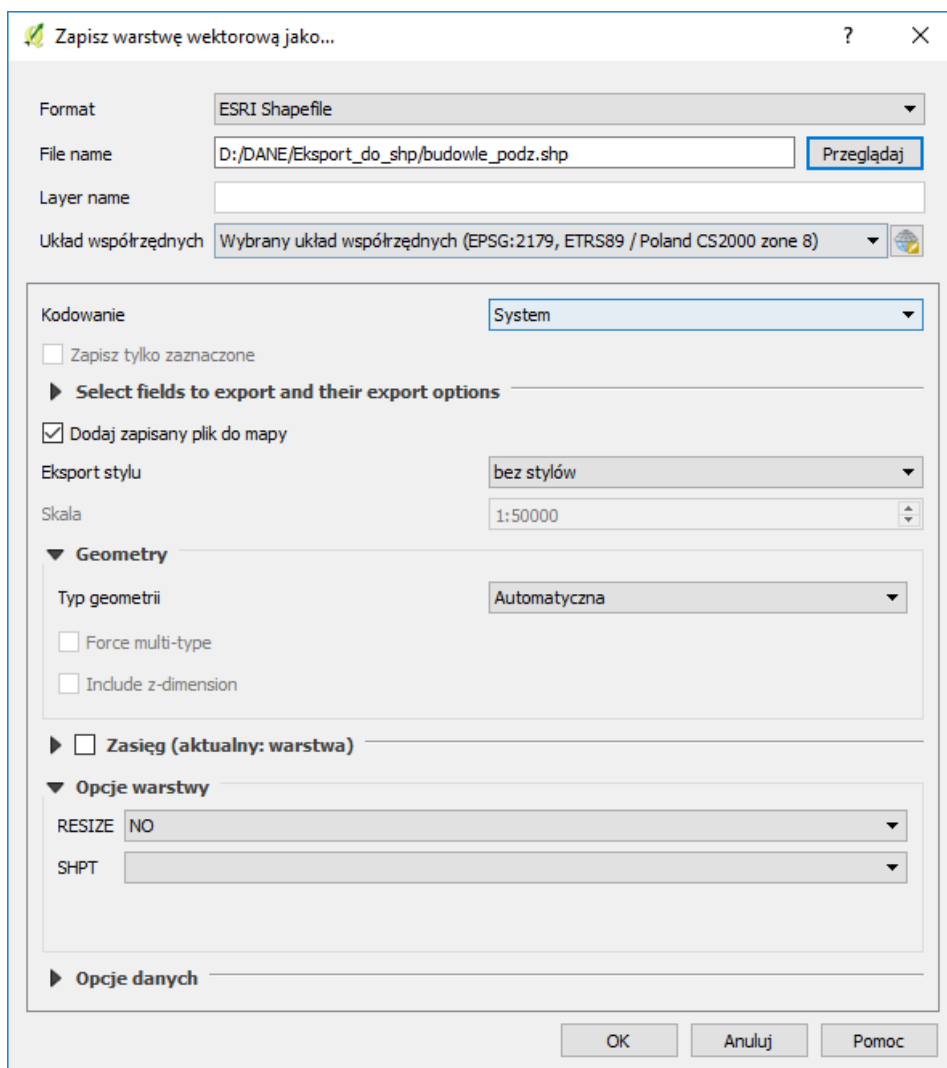 Zapisz warstwę wektorową jako... ?
Format ESRI Shapefile
File name D:/DANE/Eksport_do_shp/budowle_podz.shp Przeglądaj
Layer name
Układ współrzędnych Wybrany układ współrzędnych (EPSG:2179, ETRS89 / Poland CS2000 zone 8)
Kodowanie System
Zapisz tylko zaznaczone
Select fields to export and their export options
Dodaj zapisany plik do mapy
Eksport stylu bez stylów
Skala 1:50000
Geometry
Typ geometrii Automatyczna
Force multi-type
Include z-dimension
Zasięg (aktualny: warstwa)
Opcje warstwy
RESIZE NO
SHPT
Opcje danych
OK Anuluj Pomoc